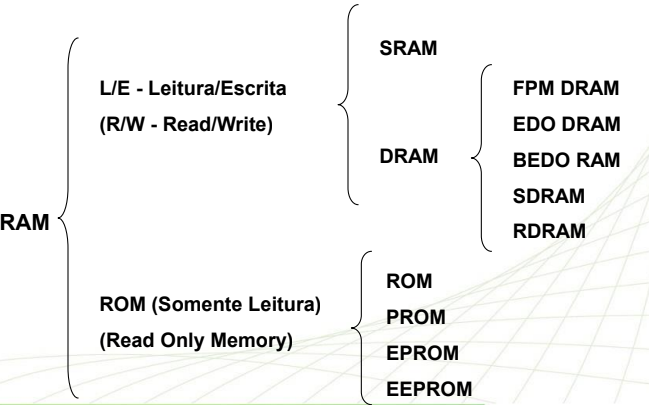 RAM
L/E - Leitura/Escrita
(R/W - Read/Write)
SRAM
DRAM
FPM DRAM
EDO DRAM
BEDO RAM
SDRAM
RDRAM
ROM (Somente Leitura)
(Read Only Memory)
ROM
PROM
EPROM
EEPROM